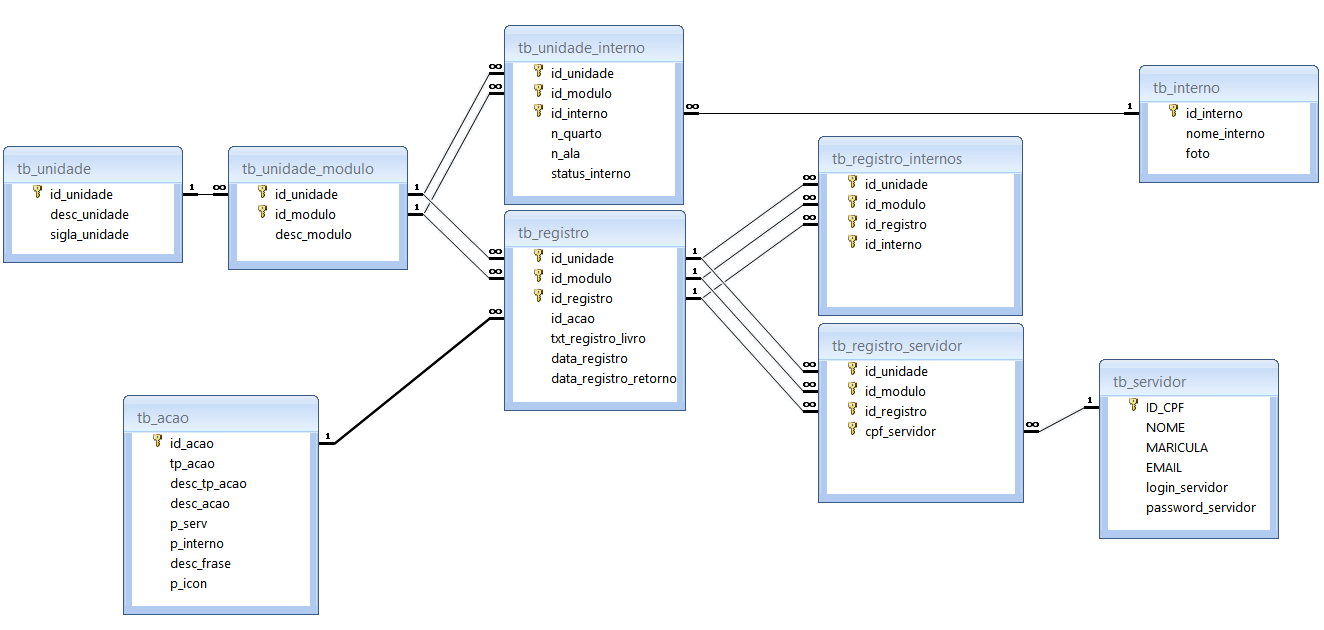 tb_unidade
id_unidade
desc_unidade
sigla_unidade
1
∞
tb_unidade_modulo
id_unidade
id_modulo
desc_modulo
1
1
∞
∞
tb_unidade_interno
id_unidade
id_modulo
id_interno
n_quarto
n_ala
status_interno
∞
1
tb_interno
id_interno
nome_interno
foto
∞
∞
∞
tb_registro
id_unidade
id_modulo
id_registro
id_acao
txt_registro_livro
data_registro
data_registro_retorno
1
1
1
∞
∞
∞
tb_registro_internos
id_unidade
id_modulo
id_registro
id_interno
∞
∞
∞
tb_registro_servidor
id_unidade
id_modulo
id_registro
cpf_servidor
∞
1
tb_servidor
ID_CPF
NOME
MARICULA
EMAIL
login_servidor
password_servidor
tb_acao
id_acao
tp_acao
desc_tp_acao
desc_acao
p_serv
p_interno
desc_frase
p_icon
1